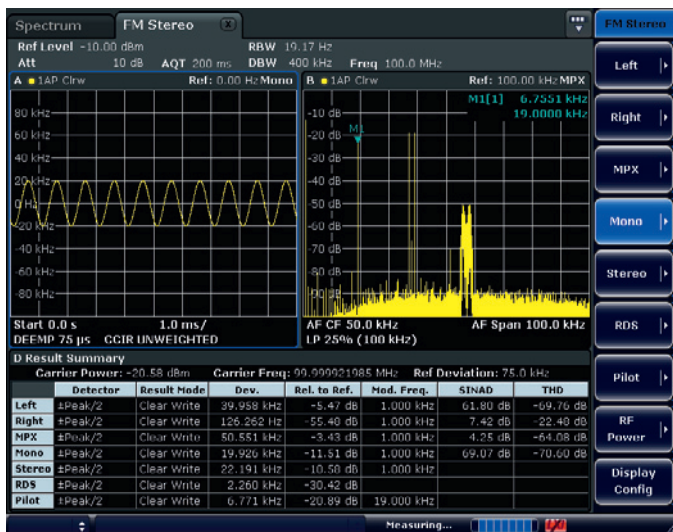 Spectrum FM Stereo FM Stereo
Ref Level -10.00 dBm RBW 19.17 Hz
Att 10 dB AQT 200 ms DBW 400 kHz Freq 100.0 MHz
A 1AP Clrw Ref: 0.00 Hz Mono B 1AP Clrw Ref: 100.00 kHz MPX
M1[1] 6.7551 kHz
19.0000 kHz
80 kHz -10 dB
M1
60 kHz -20 dB
-30 dB
40 kHz
20 kHz -40 dB
0 Hz -50 dB
-20 kHz -60 dB
-40 kHz -70 dB
-60 kHz -80 dB
-80 kHz -90 dB
Start 0.0 s 1.0 ms/ AF CF 50.0 kHz AF Span 100.0 kHz
DEEMP 75 µs CCIR UNWEIGHTED LP 25% (100 kHz)
D Result Summary
Carrier Power: -20.58 dBm Carrier Freq: 99.999921985 MHz Ref Deviation: 75.0 kHz
Detector Result Mode Dev. Rel. to Ref. Mod. Freq. SINAD THD
Left ±Peak/2 Clear Write 39.958 kHz -5.47 dB 1.000 kHz 61.80 dB -69.76 dB
Right ±Peak/2 Clear Write 126.262 Hz -55.48 dB 1.000 kHz 7.42 dB -22.48 dB
MPX ±Peak/2 Clear Write 50.551 kHz -3.43 dB 1.000 kHz 4.25 dB -64.08 dB
Mono ±Peak/2 Clear Write 19.926 kHz -11.51 dB 1.000 kHz 69.07 dB -70.60 dB
Stereo ±Peak/2 Clear Write 22.191 kHz -10.58 dB 1.000 kHz
RDS ±Peak/2 Clear Write 2.260 kHz -30.42 dB
Pilot ±Peak/2 Clear Write 6.771 kHz -20.89 dB 19.000 kHz
Measuring...
Left
Right
MPX
Mono
Stereo
RDS
Pilot
RF
Power
Display
Config